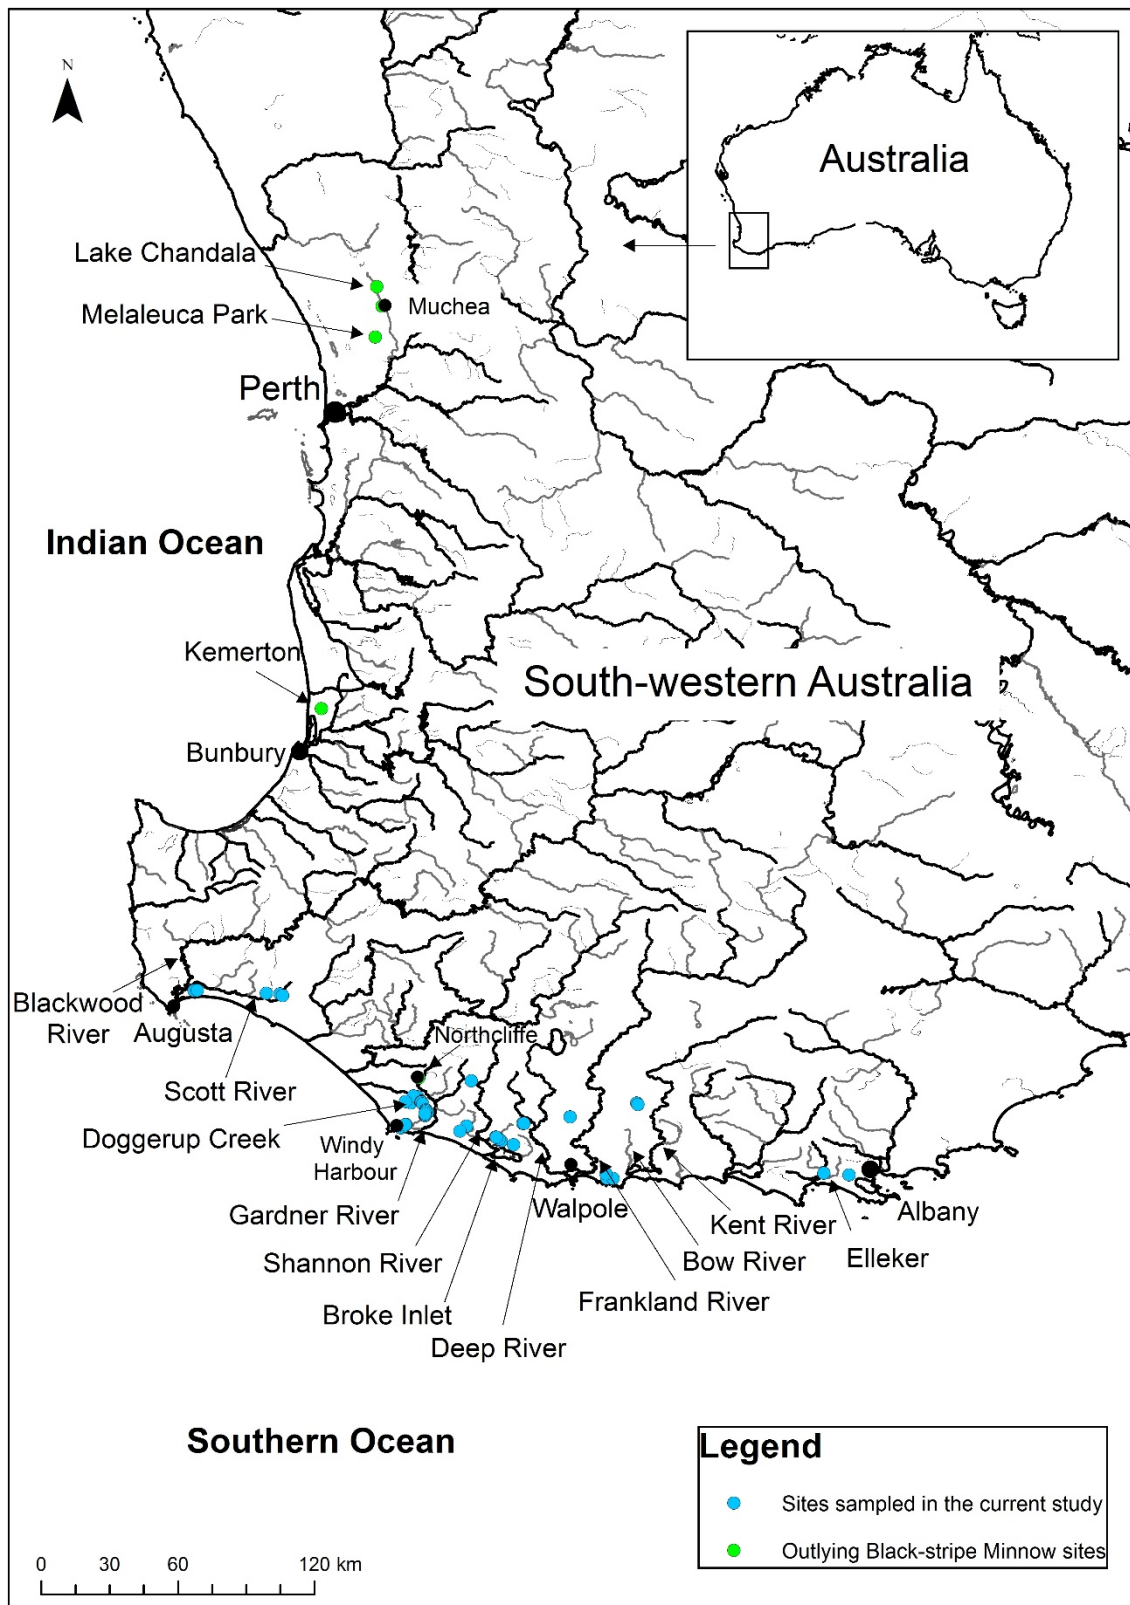 N
Australia
Lake Chandala
Muchea
Melaleuca Park
Perth
Indian Ocean
Kemerton
South-western Australia
Bunbury
Blackwood
River
Augusta
Northcliffe
Scott River
Doggerup Creek
Windy
Harbour
Gardner River
Walpole
Kent River
Albany
Shannon River
Bow River
Elleker
Broke Inlet
Frankland River
Deep River
Southern Ocean
Legend
Sites sampled in the current study
Outlying Black-stripe Minnow sites
0 30 60 120 km